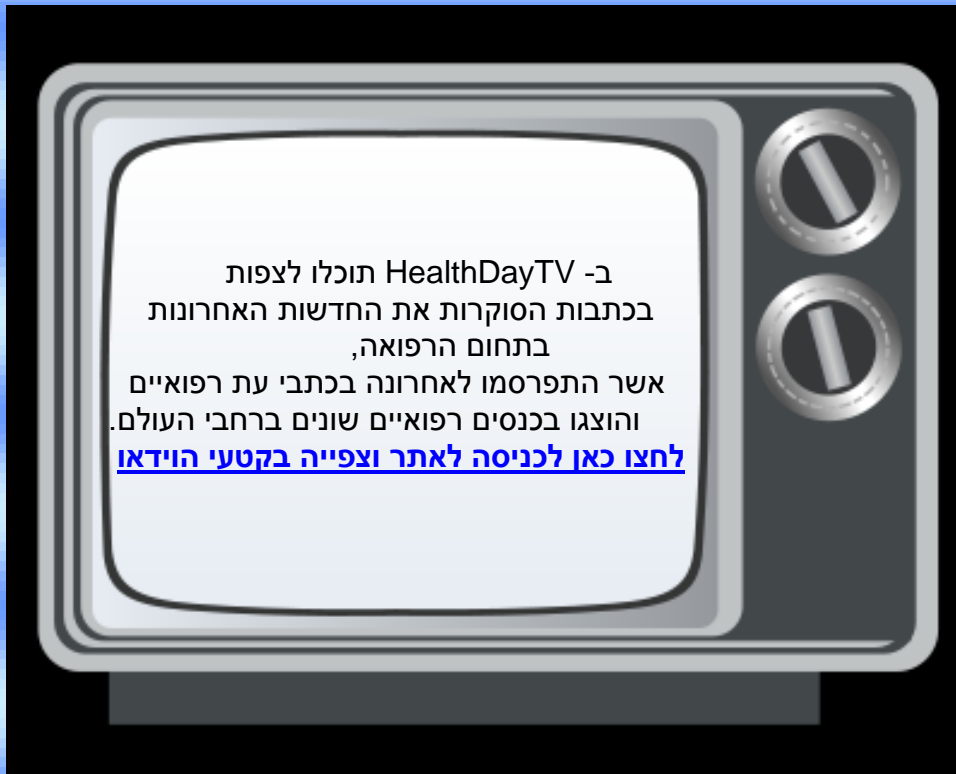 ב- HealthDayTV תוכלו לצפות
בכתבות הסוקרות את החדשות האחרונות
בתחום הרפואה,
אשר התפרסמו לאחרונה בכתבי עת רפואיים
והוצגו בכנסים רפואיים שונים ברחבי העולם.
לחצו כאן לכניסה לאתר וצפייה בקטעי הוידאו